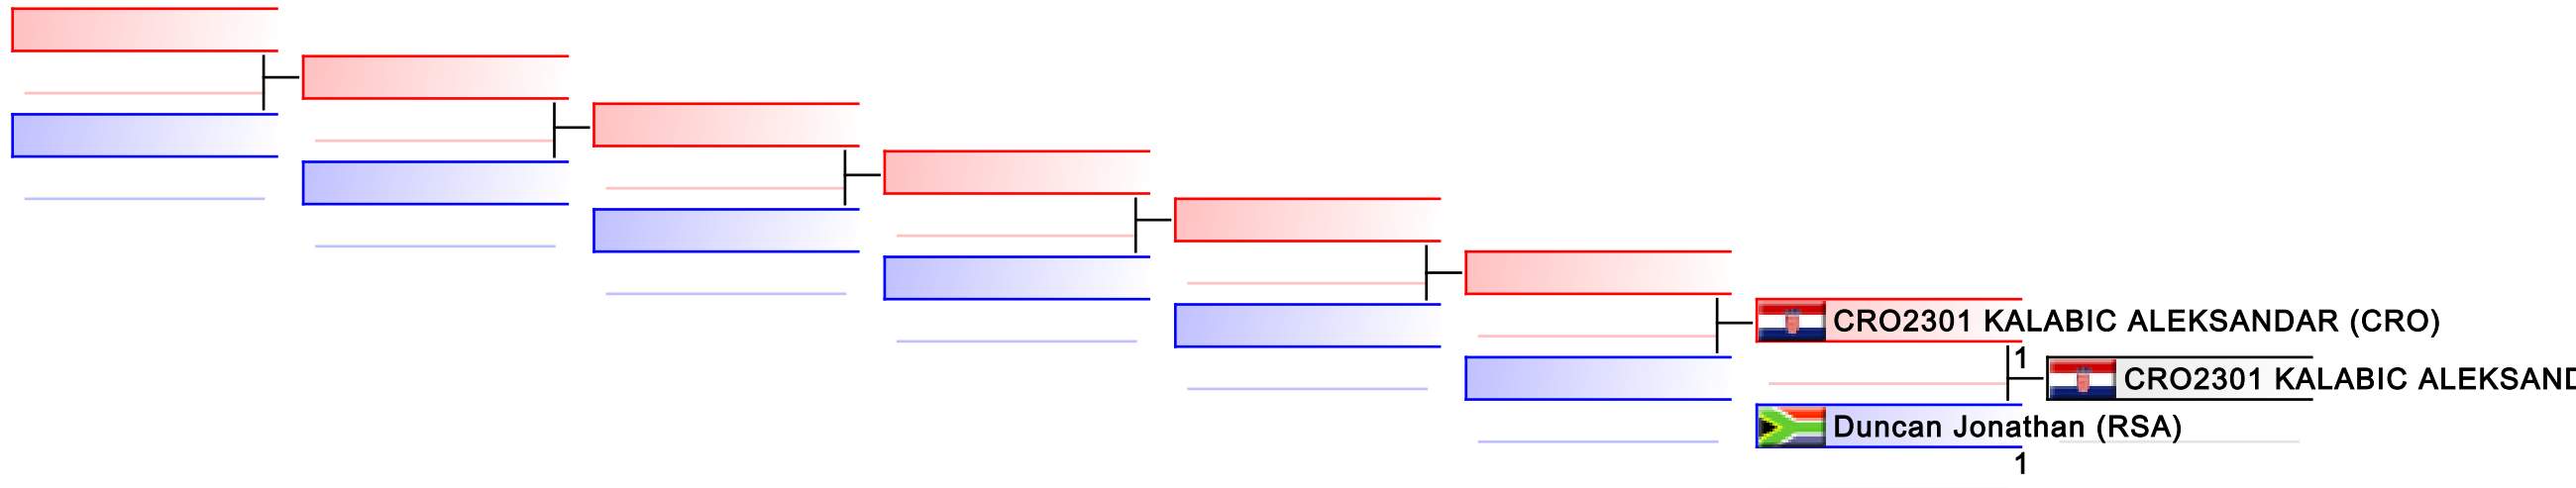 CRO2301 KALABIC ALEKSANDAR (CRO)
1
CRO2301 KALABIC ALEKSAND
Duncan Jonathan (RSA)
1